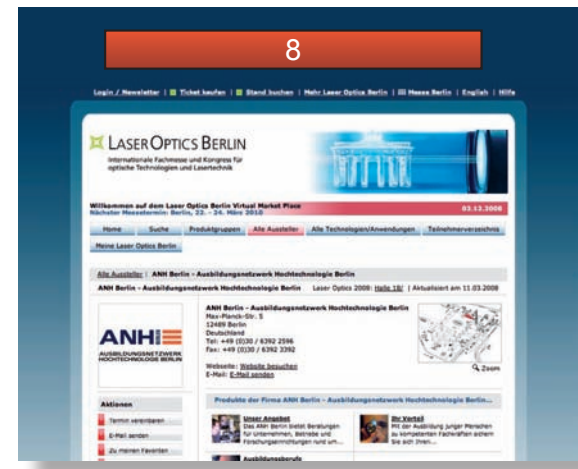 8
Login / Newsletter | Ticket kaufen | Stand buchen | Mehr Laser Optics Berlin | Messe Berlin | English | Hilfe
LASER OPTICS BERLIN
Internationale Fachmesse
und Kongress für
optische Technologien
und Lasertechnik
Willkommen auf dem Laser Optics Berlin Virtual Market Place
Nächster Messetermin: Berlin, 22. - 24. März 2010
03.12.2008
Home Suche Produktgruppen Alle Aussteller Alle Technologien/Anwendungen Teilnehmerverzeichnis
Meine Laser Optics Berlin
Alle Aussteller | ANH Berlin - Ausbildungsnetzwerk Hochtechnologie Berlin
ANH Berlin - Ausbildungsnetzwerk Hochtechnologie Berlin Laser Optics 2008: Halle 18/ | Aktualisiert am 11.03.2008
ANH
AUSBILDUNGSNETZWERK
HOCHTECHNOLOGIE BERLIN
ANH Berlin - Ausbildungsnetzwerk Hochtechnologie Berlin
Max-Planck-Str. 5
12489 Berlin
Deutschland
Tel: +49 (0)30 / 6392 2596
Fax: +49 (0)30 / 6392 2392
Webseite: Website besuchen
E-Mail: E-Mail senden
Zoom
Aktionen
Termin vereinbaren
E-Mail senden
Zu meinen Favoriten
Produkte der Firma ANH Berlin - Ausbildungsnetzwerk Hochtechnologie Berlin...
Unser Angebot
Das ANH Berlin bietet Beratungen
für Unternehmen, Betriebe und
Forschungseinrichtungen rund um...
Ihr Vorteil
Mit der Ausbildung junger Menschen
zu kompetenten Fachkräften sichern
Sie sich Ihren...
Ausbildungsberufe